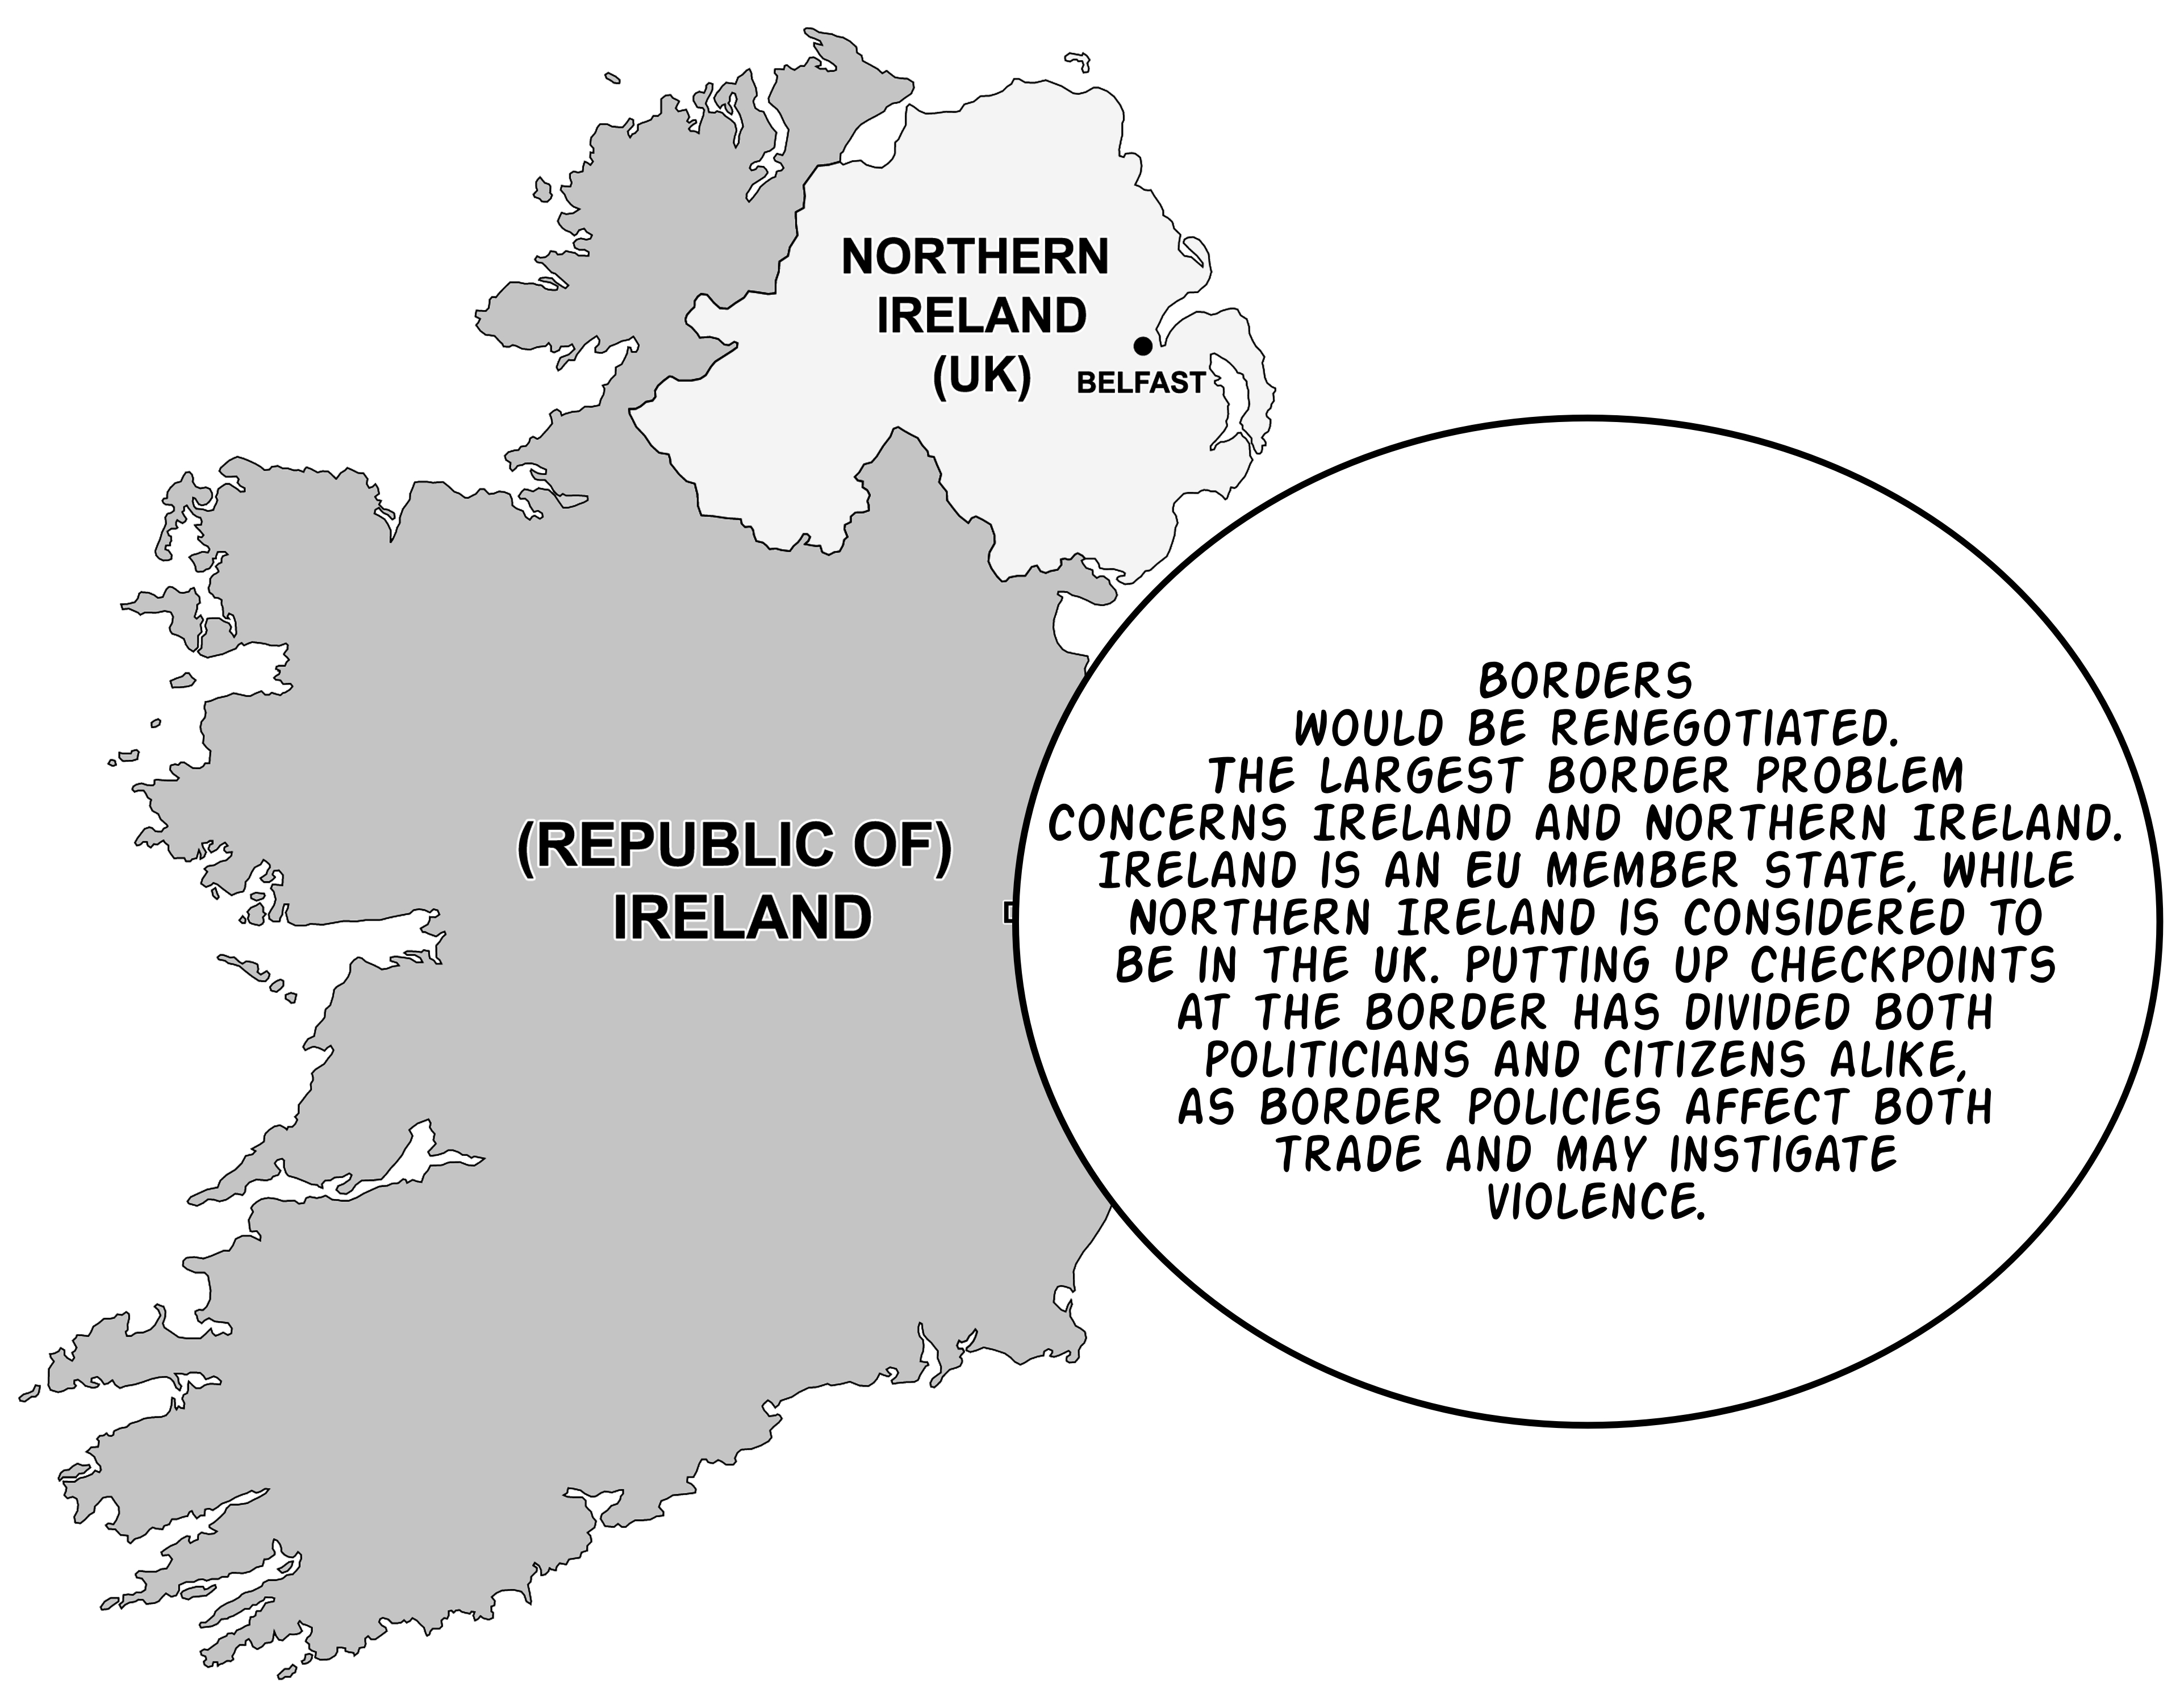 NORTHERN
IRELAND
(UK)
BELFAST
(REPUBLIC OF)
IRELAND
BORDERS
WOULD BE RENEGOTIATED.
THE LARGEST BORDER PROBLEM
CONCERNS IRELAND AND NORTHERN IRELAND.
IRELAND IS AN EU MEMBER STATE, WHILE
NORTHERN IRELAND IS CONSIDERED TO
BE IN THE UK. PUTTING UP CHECKPOINTS
AT THE BORDER HAS DIVIDED BOTH
POLITICIANS AND CITIZENS ALIKE,
AS BORDER POLICIES AFFECT BOTH
TRADE AND MAY INSTIGATE
VIOLENCE.